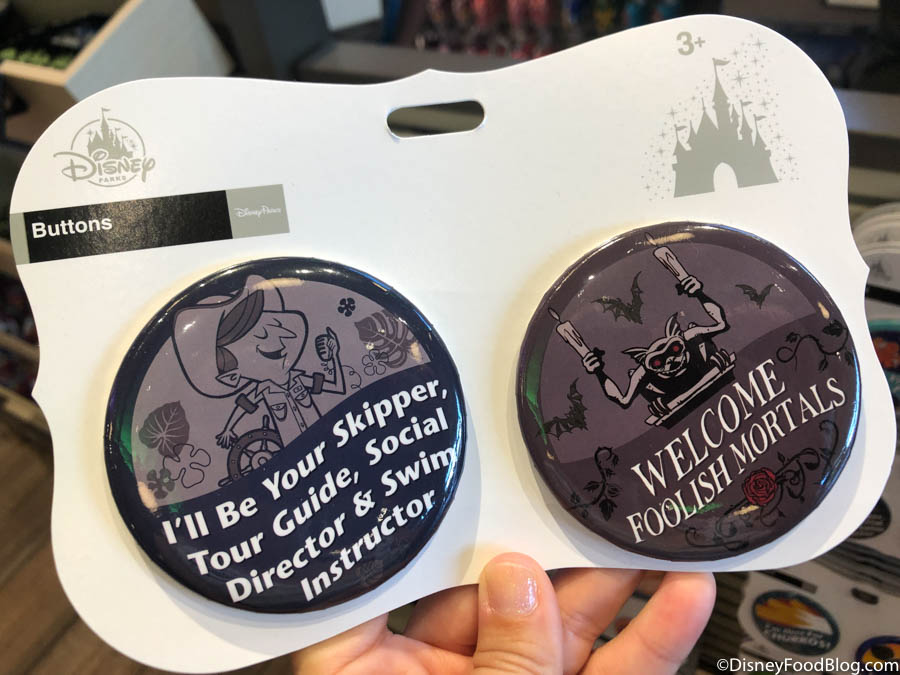 3+
Disney
PARKS
Buttons
Disney Parks
I'll Be Your Skipper,
Tour Guide, Social
Director & Swim
Instructor
WELCOME
FOOLISH MORTALS
CHURROS!
©DisneyFoodBlog.com